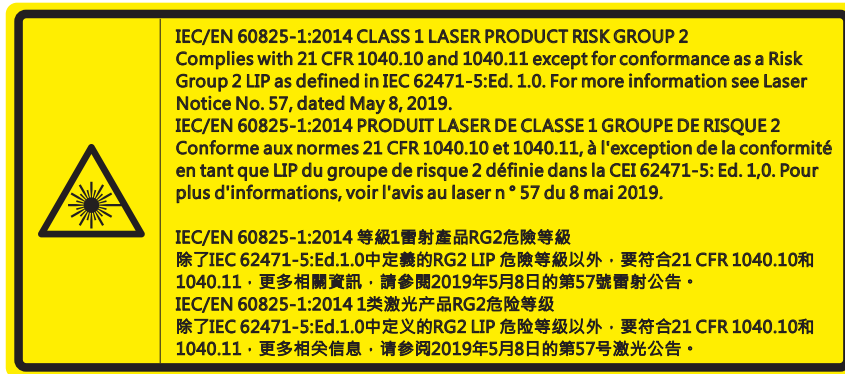 IEC/EN 60825-1:2014 CLASS 1 LASER PRODUCT RISK GROUP 2
Complies with 21 CFR 1040.10 and 1040.11 except for conformance as a Risk
Group 2 LIP as defined in IEC 62471-5:Ed. 1.0. For more information see Laser
Notice No. 57, dated May 8, 2019.
IEC/EN 60825-1:2014 PRODUIT LASER DE CLASSE 1 GROUPE DE RISQUE 2
Conforme aux normes 21 CFR 1040.10 et 1040.11, à l'exception de la conformité
en tant que LIP du groupe de risque 2 définie dans la CEI 62471-5: Ed. 1,0. Pour
plus d'informations, voir l'avis au laser n ° 57 du 8 mai 2019.
IEC/EN 60825-1:2014 等級1雷射產品RG2危險等級
除了IEC 62471-5:Ed.1.0中定義的RG2 LIP 危險等級以外，要符合21 CFR 1040.10和
1040.11，更多相關資訊，請參閱2019年5月8日的第57號雷射公告。
IEC/EN 60825-1:2014 1类激光产品RG2危险等级
除了IEC 62471-5:Ed.1.0中定义的RG2 LIP 危险等级以外，要符合21 CFR 1040.10和
1040.11，更多相关信息，请参阅2019年5月8日的第57号激光公告。